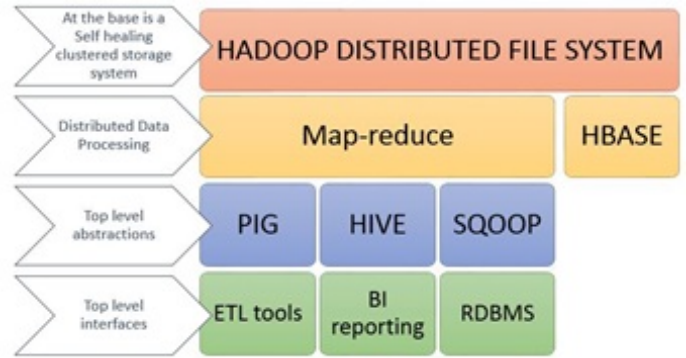 At the base is a
Self healing
clustered storage
system
HADOOP DISTRIBUTED FILE SYSTEM
Distributed Data
Processing
Map-reduce
HBASE
Top level
abstractions
PIG
HIVE
SQOOP
Top level
interfaces
ETL tools
BI
reporting
RDBMS